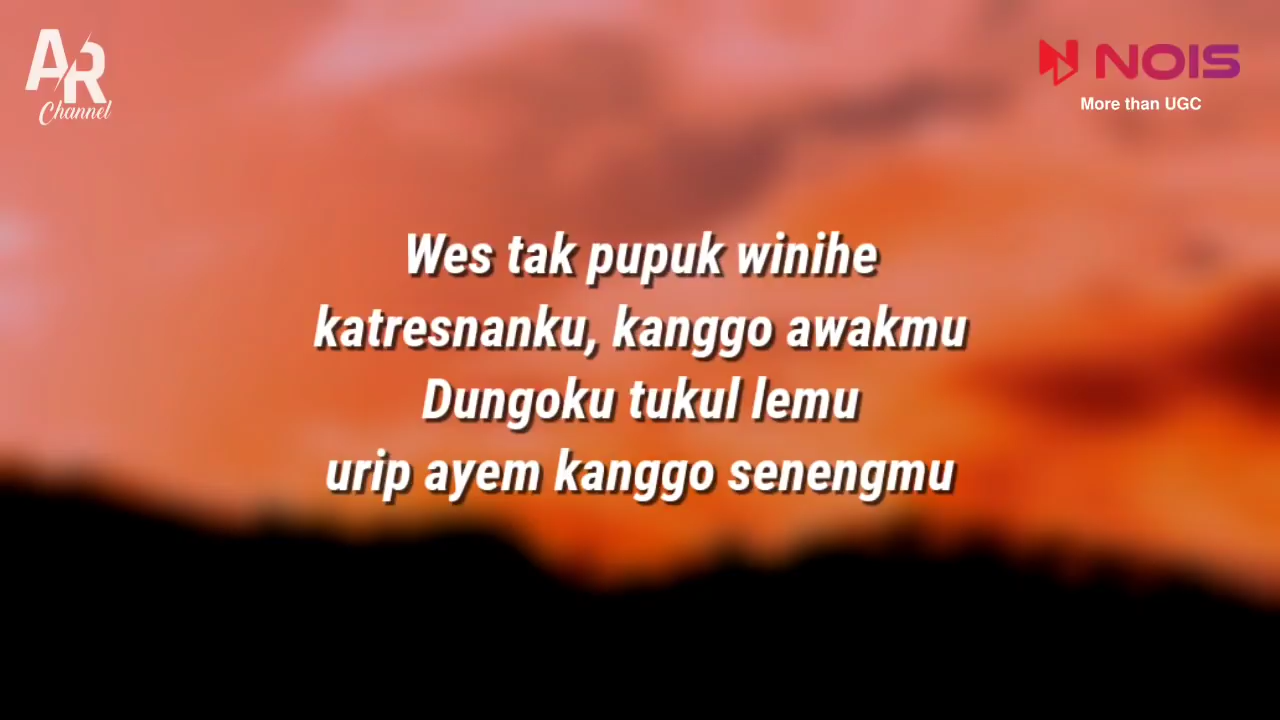 AR
Channel
NOIS
More than UGC
Wes tak pupuk winihe
katresnanku, kanggo awakmu
Dungoku tukul lemu
urip ayem kanggo senengmu